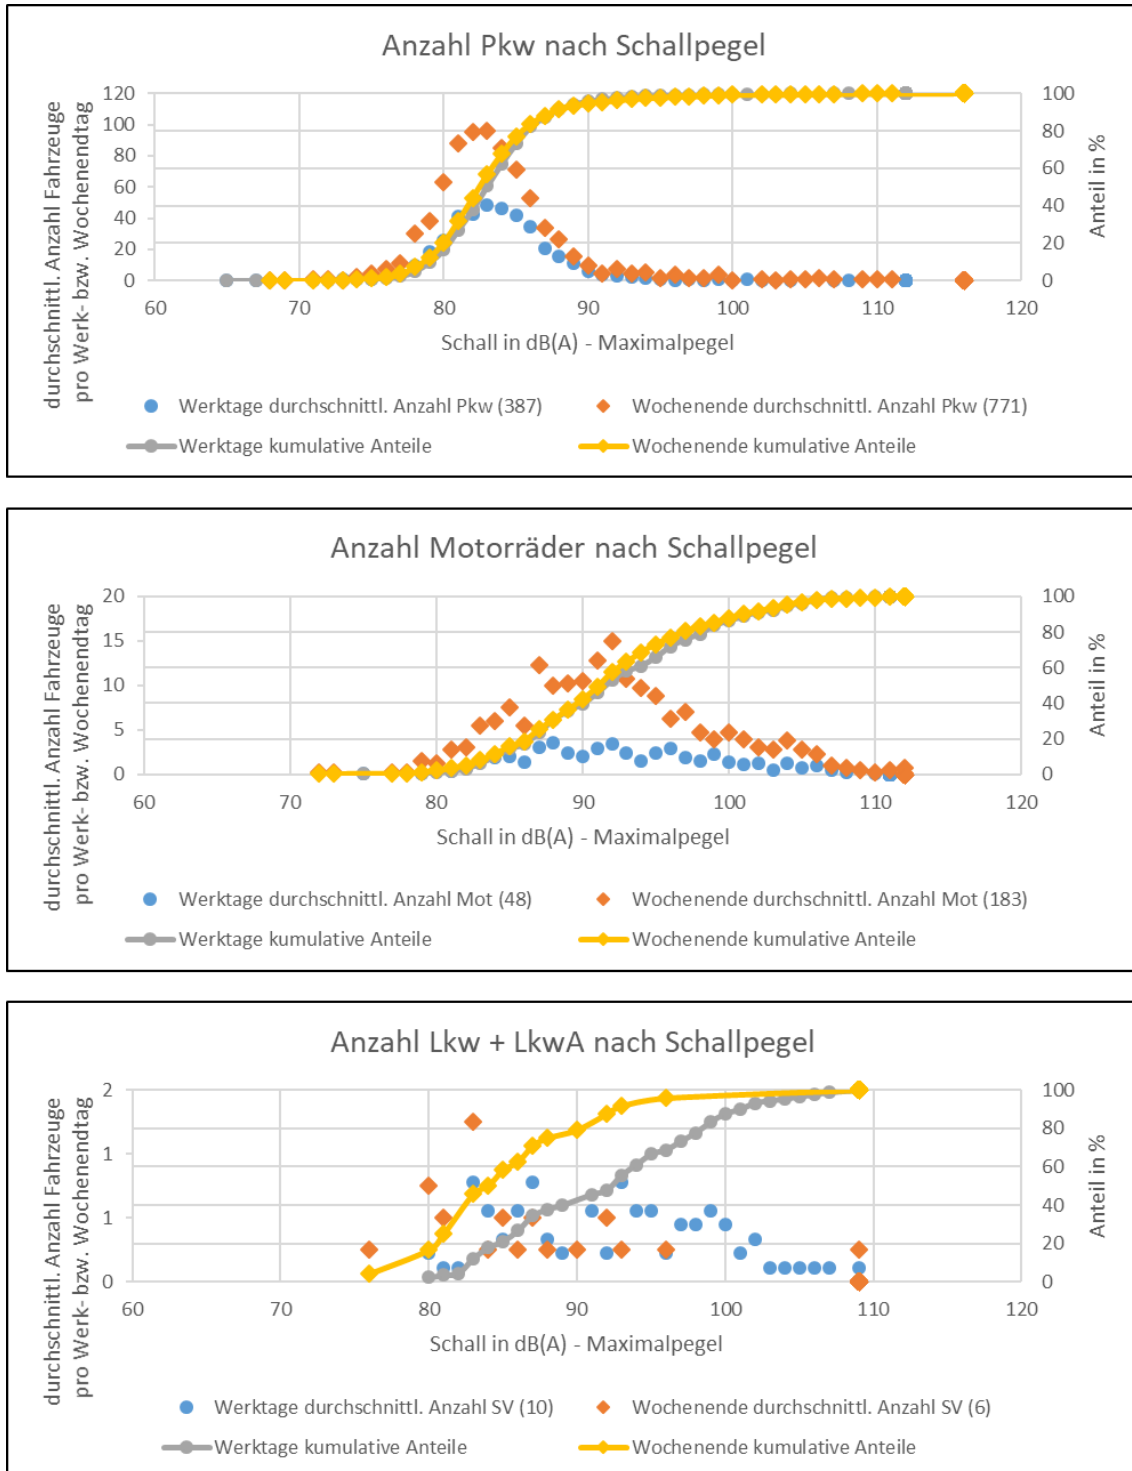 Anzahl Pkw nach Schallpegel
durchschnittl. Anzahl Fahrzeuge
pro Werk- bzw. Wochenendtag
120
100
80
60
40
20
0
100
80
60
40
20
0
Anteil in %
60 70 80 90 100 110 120
Schall in dB(A) - Maximalpegel
Werktage durchschnittl. Anzahl Pkw (387)
Wochenende durchschnittl. Anzahl Pkw (771)
Werktage kumulative Anteile
Wochenende kumulative Anteile
Anzahl Motorräder nach Schallpegel
durchschnittl. Anzahl Fahrzeuge
pro Werk- bzw. Wochenendtag
20
15
10
5
0
100
80
60
40
20
0
Anteil in %
60 70 80 90 100 110 120
Schall in dB(A) - Maximalpegel
Werktage durchschnittl. Anzahl Mot (48)
Wochenende durchschnittl. Anzahl Mot (183)
Werktage kumulative Anteile
Wochenende kumulative Anteile
Anzahl Lkw + LkwA nach Schallpegel
durchschnittl. Anzahl Fahrzeuge
pro Werk- bzw. Wochenendtag
2
1
1
0
100
80
60
40
20
0
Anteil in %
60 70 80 90 100 110 120
Schall in dB(A) - Maximalpegel
Werktage durchschnittl. Anzahl SV (10)
Wochenende durchschnittl. Anzahl SV (6)
Werktage kumulative Anteile
Wochenende kumulative Anteile